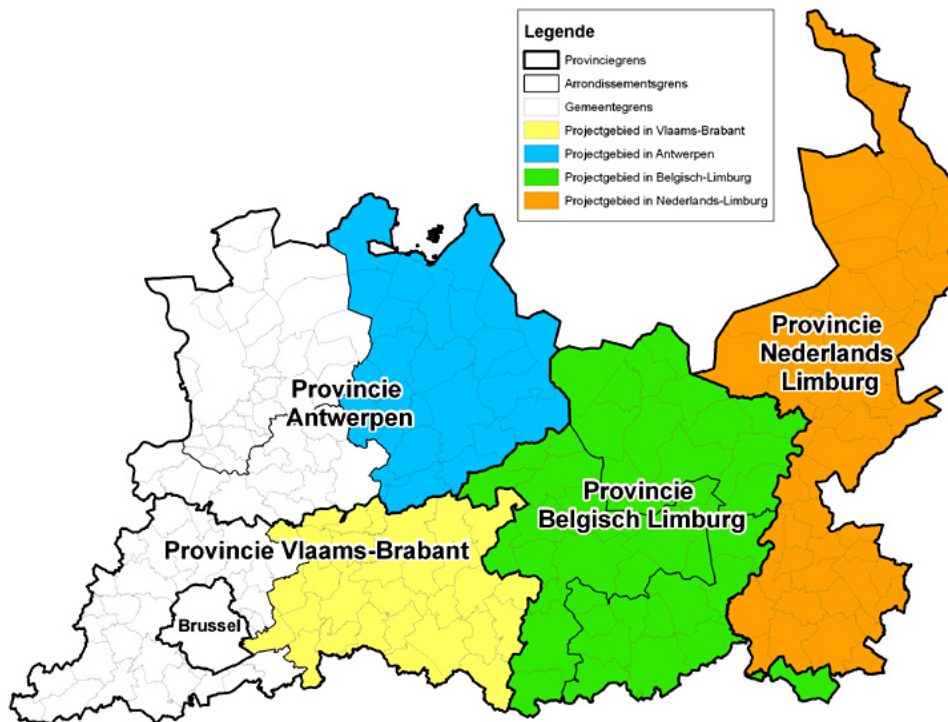 Legende
Provinciegrens
Arrondissementsgrens
Gemeentegrens
Projectgebied in Vlaams-Brabant
Projectgebied in Antwerpen
Projectgebied in Belgisch-Limburg
Projectgebied in Nederlands-Limburg
Provincie
Nederlands
Limburg
Provincie
Antwerpen
Provincie
Belgisch Limburg
Provincie Vlaams-Brabant
Brussel